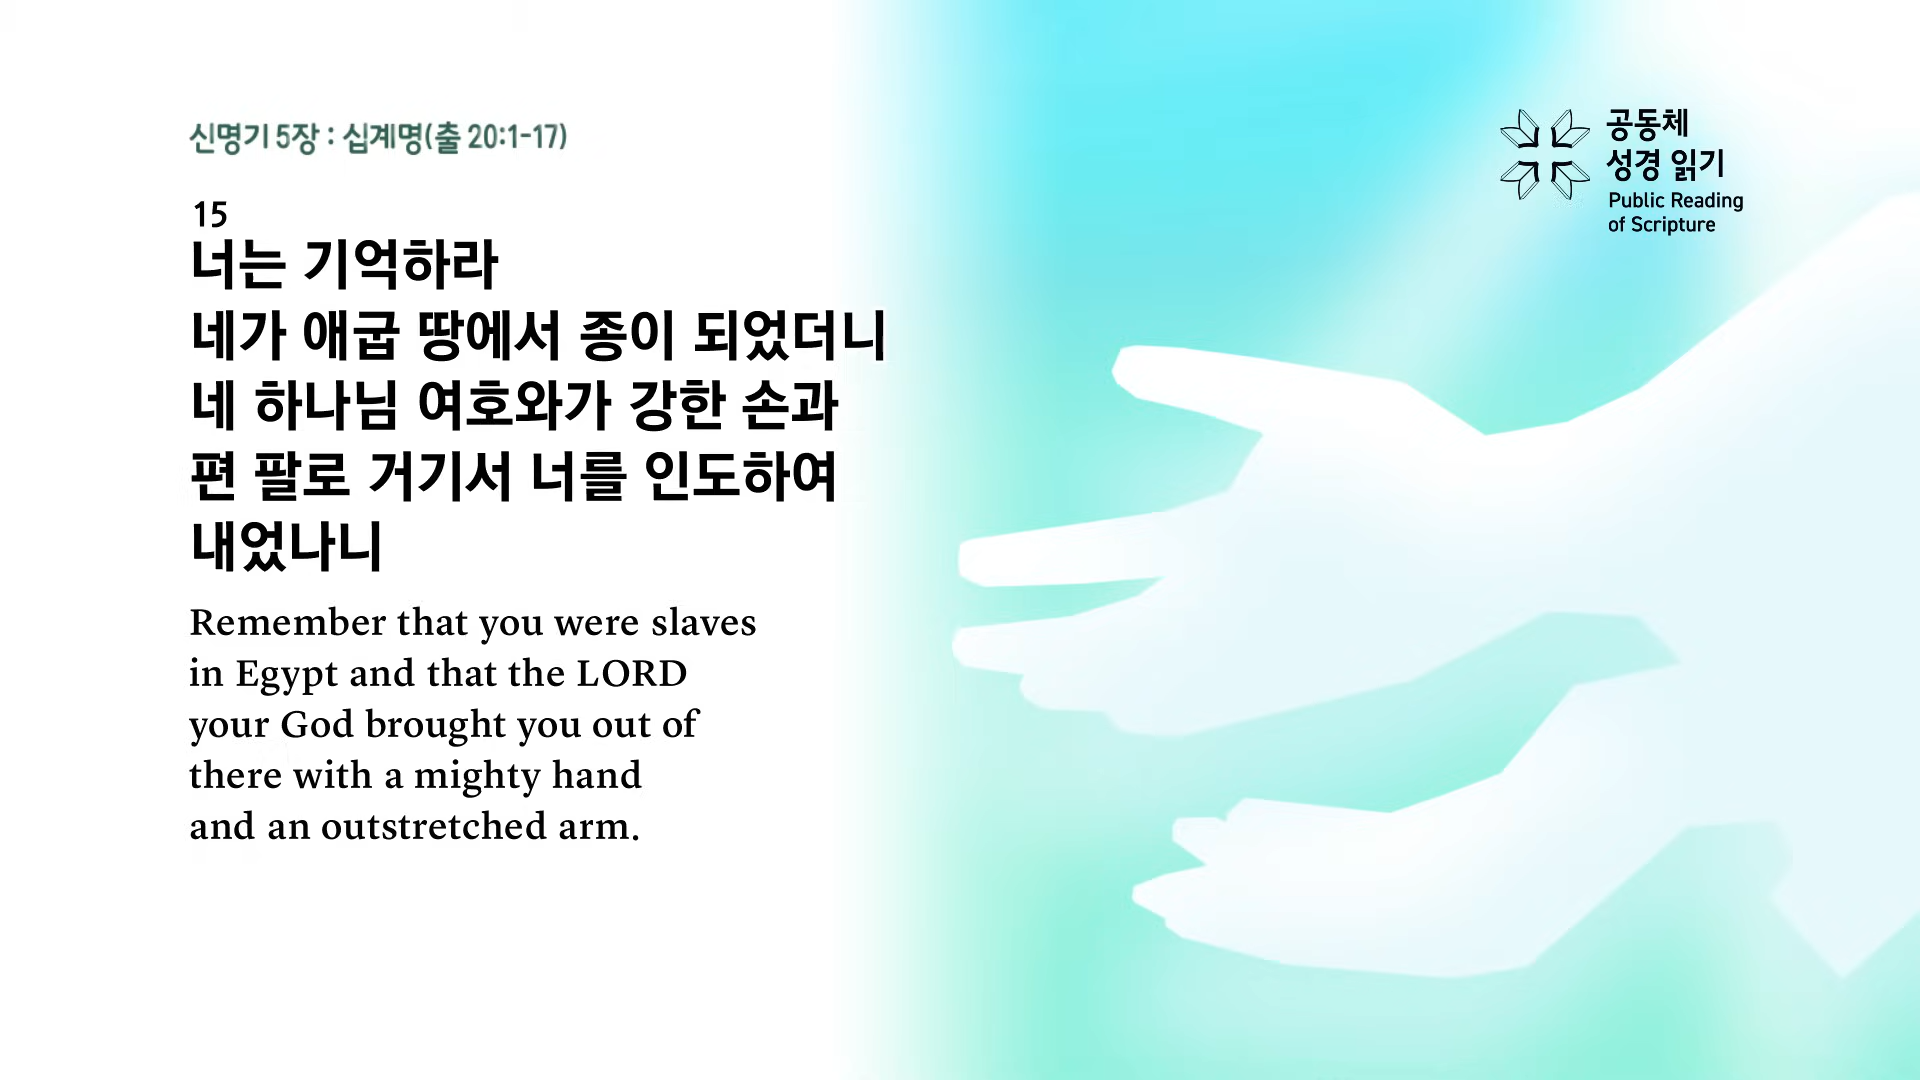 신명기 5장 : 십계명(출 20:1-17)
공동체
성경 읽기
Public Reading
of Scripture
15
너는 기억하라
네가 애굽 땅에서 종이 되었더니
네 하나님 여호와가 강한 손과
편 팔로 거기서 너를 인도하여
내었나니
Remember that you were slaves
in Egypt and that the LORD
your God brought you out of
there with a mighty hand
and an outstretched arm.